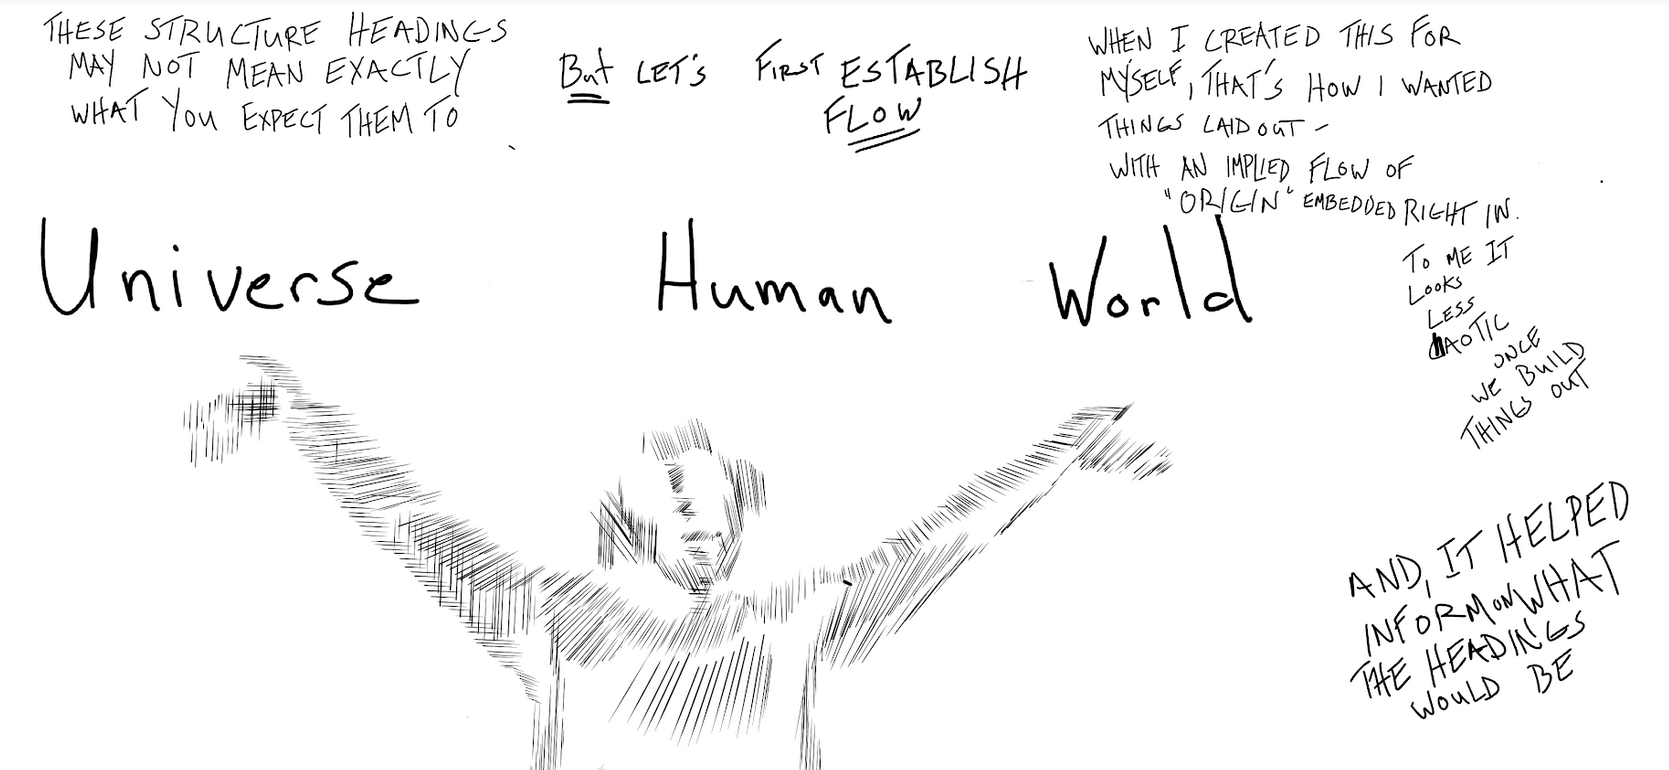 THESE STRUCTURE HEADINGS
MAY NOT MEAN EXACTLY
WHAT YOU EXPECT THEM TO
But LET'S FIRST ESTABLISH
FLOW
WHEN I CREATED THIS FOR
MYSELF, THAT'S HOW I WANTED
THINGS LAID OUT -
WITH AN IMPLIED FLOW OF
"ORIGIN" EMBEDDED RIGHT IN.
TO ME IT
LOOKS
LESS
CHAOTIC
ONCE
WE BUILD
THINGS OUT
Universe Human World
AND, IT HELPED
INFORM ON WHAT
THE HEADINGS
WOULD BE